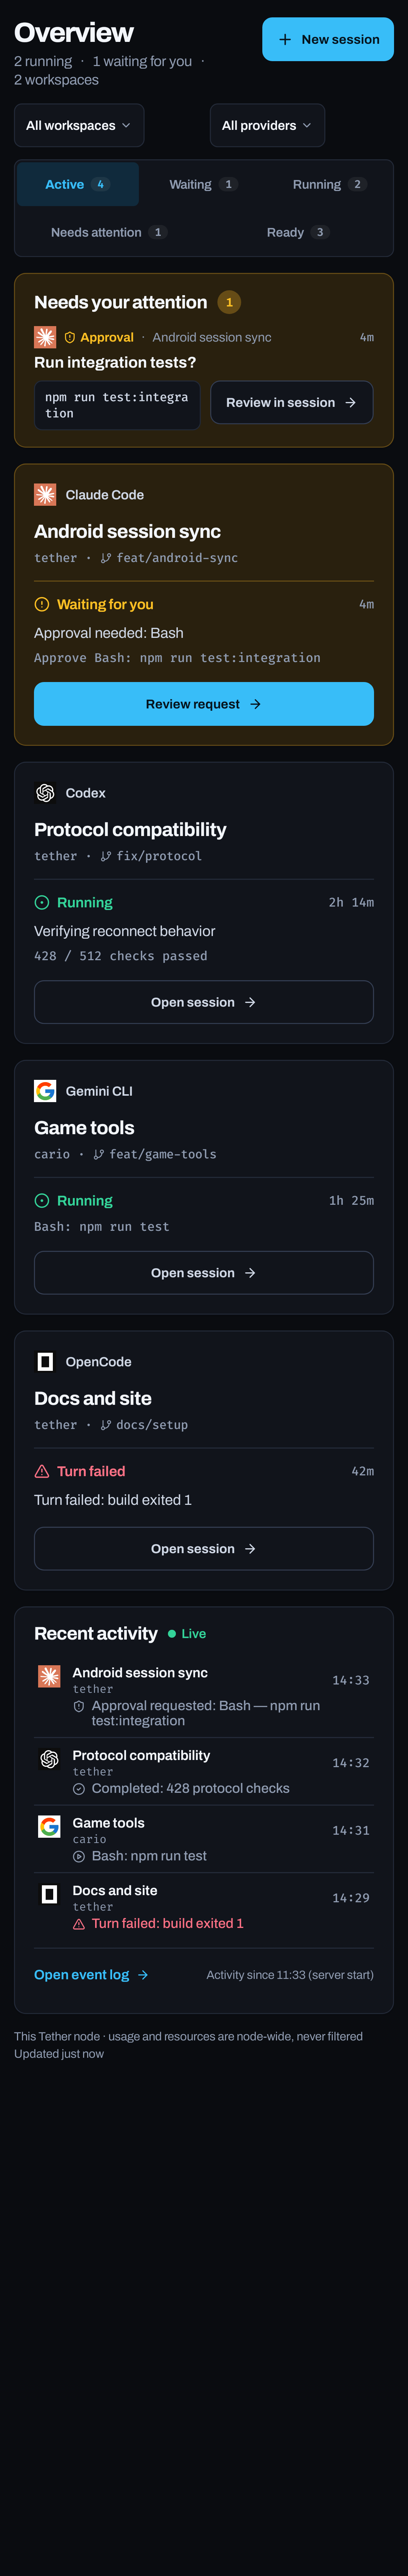 Overview
New session
2 running · 1 waiting for you ·
2 workspaces
All workspaces
All providers
Active 4
Waiting 1
Running 2
Needs attention 1
Ready 3
Needs your attention 1
Approval · Android session sync 4m
Run integration tests?
npm run test:integra
tion
Review in session
Claude Code
Android session sync
tether · feat/android-sync
Waiting for you 4m
Approval needed: Bash
Approve Bash: npm run test:integration
Review request
Codex
Protocol compatibility
tether · fix/protocol
Running 2h 14m
Verifying reconnect behavior
428 / 512 checks passed
Open session
Gemini CLI
Game tools
cario · feat/game-tools
Running 1h 25m
Bash: npm run test
Open session
OpenCode
Docs and site
tether · docs/setup
Turn failed 42m
Turn failed: build exited 1
Open session
Recent activity Live
Android session sync 14:33
tether
Approval requested: Bash — npm run
test:integration
Protocol compatibility 14:32
tether
Completed: 428 protocol checks
Game tools 14:31
cario
Bash: npm run test
Docs and site 14:29
tether
Turn failed: build exited 1
Open event log
Activity since 11:33 (server start)
This Tether node · usage and resources are node-wide, never filtered
Updated just now